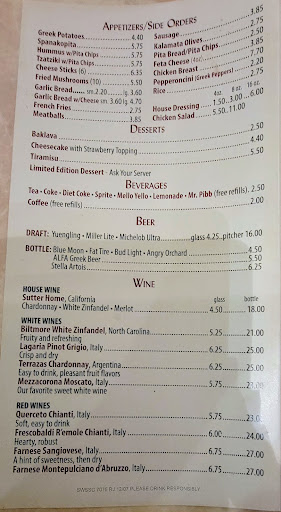 APPETIZERS/SIDE ORDERS
Greek Potatoes 4.40
Spanakopita 5.75
Hummus w/Pita Chips 5.75
Tzatziki w/Pita Chips 5.75
Cheese Sticks (6) 6.35
Fried Mushrooms (10) 5.50
Garlic Bread sm. 2.20 /lg. 3.60
Garlic Bread w/Cheese sm. 3.60 lg. 4.70
French Fries 2.75
Meatballs 3.85
Sausage 3.85
Kalamata Olives 2.75
Pita Bread/Pita Chips 2.50
Feta Cheese (4oz) 3.30
Chicken Breast 2.20
Pepperoncini (Greek Peppers) 2.75
Rice
4oz. 8 oz. 16 oz.
House Dressing 1.50..3.00 ...6.00
Chicken Salad 5.50..11.00
DESSERTS
Baklava 2.50
Cheesecake with Strawberry Topping 4.40
Tiramisu 5.50
Limited Edition Dessert - Ask Your Server
BEVERAGES
Tea • Coke • Diet Coke • Sprite • Mello Yello • Lemonade • Mr. Pibb (free refills) 2.50
Coffee (free refills) 2.00
BEER
DRAFT: Yuengling • Miller Lite • Michelob Ultra glass 4.25..pitcher 16.00
BOTTLE: Blue Moon • Fat Tire • Bud Light • Angry Orchard 4.50
ALFA Greek Beer 5.50
Stella Artois 6.25
WINE
HOUSE WINE glass bottle
Sutter Home, California
Chardonnay • White Zinfandel • Merlot 4.50 18.00
WHITE WINES
Biltmore White Zinfandel, North Carolina 5.25 21.00
Fruity and refreshing
Lagaria Pinot Grigio, Italy 6.25 25.00
Crisp and dry
Terrazas Chardonnay, Argentina 6.25 25.00
Easy to drink, pleasant fruit flavors
Mezzacorona Moscato, Italy 5.75 23.00
Our favorite sweet white wine
RED WINES
Querceto Chianti, Italy 5.75 23.00
Soft, easy to drink
Frescobaldi R'emole Chianti, Italy 6.00 24.00
Hearty, robust
Farnese Sangiovese, Italy 6.75 27.00
A hint of sweetness, then dry
Farnese Montepulciano d'Abruzzo, Italy 6.75 27.00
PLEASE DRINK RESPONSIBLY